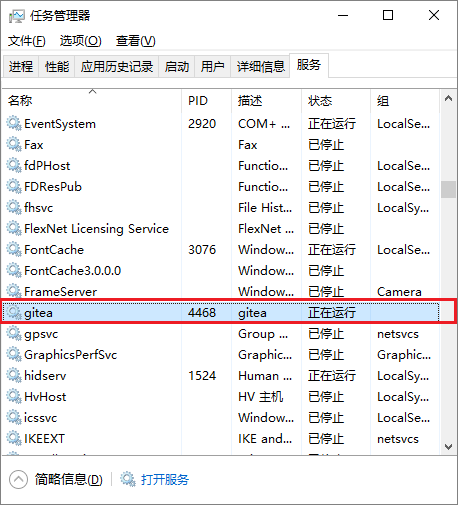 任务管理器
文件(F) 选项(O) 查看(V)
进程 性能 应用历史记录 启动 用户 详细信息 服务
名称 PID 描述 状态 组
EventSystem 2920 COM+ ... 正在运行 LocalSe...
Fax Fax 已停止
fdPHost Functio... 已停止 LocalSe...
FDResPub Functio... 已停止 LocalSe...
fhsvc File Hist... 已停止 LocalSy...
FlexNet Licensing Service FlexNet ... 已停止
FontCache 3076 Window... 正在运行 LocalSe...
FontCache3.0.0.0 Window... 已停止
FrameServer Window... 已停止 Camera
gitea 4468 gitea 正在运行
gpsvc Group ... 已停止 netsvcs
GraphicsPerfSvc Graphic... 已停止 Graphic...
hidserv 1524 Human ... 正在运行 LocalSy...
HvHost HV 主机 已停止 LocalSy...
icssvc Window... 已停止 LocalSe...
IKEEXT IKE and... 已停止 netsvcs
简略信息(D) 打开服务